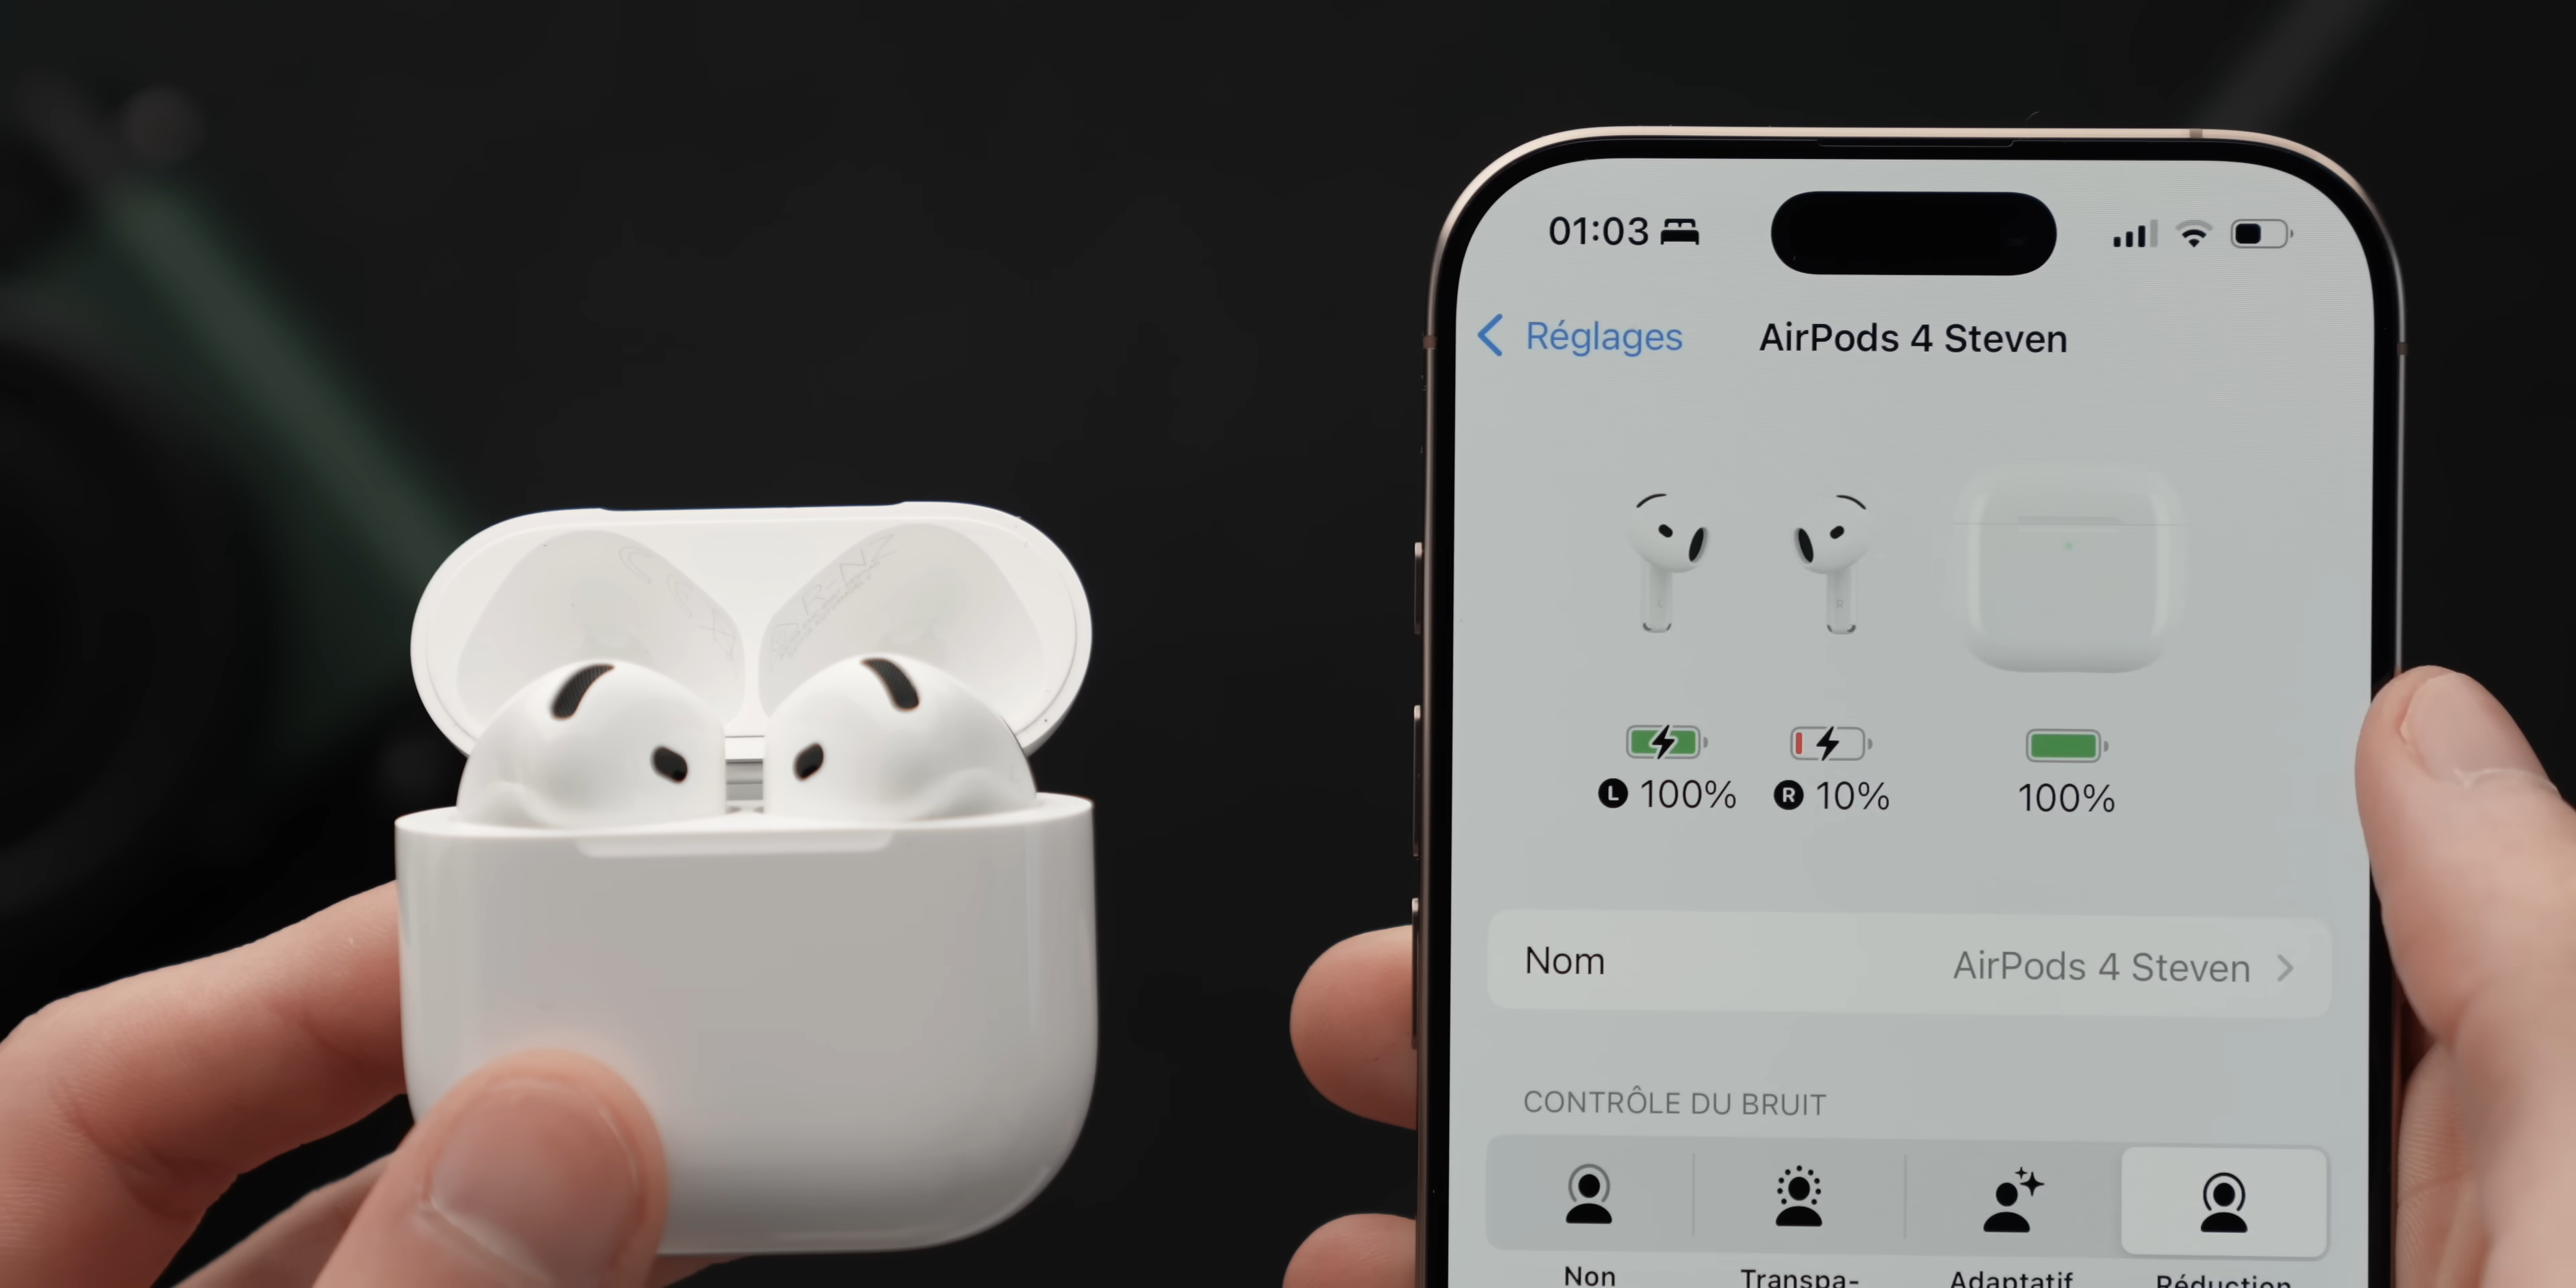 01:03
Réglages
AirPods 4 Steven
L 100%
R 10%
100%
Nom
AirPods 4 Steven
CONTRÔLE DU BRUIT
Non
Transpa-
Adaptatif
Réduction